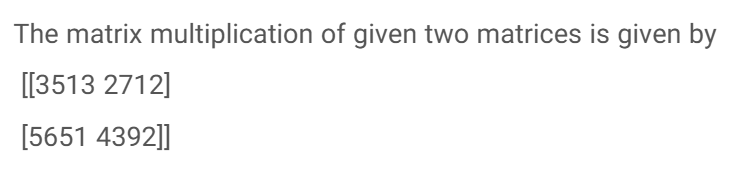 The matrix multiplication of given two matrices is given by
[[3513 2712]
[5651 4392]]